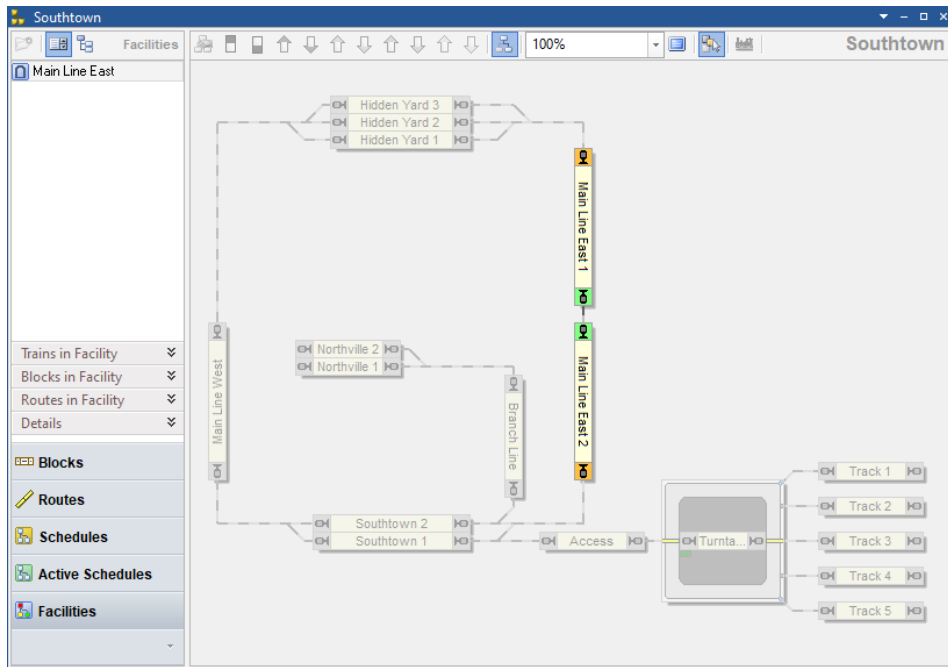 Southtown
Facilities
100%
Southtown
Main Line East
Hidden Yard 3
Hidden Yard 2
Hidden Yard 1
Main Line East 1
Main Line West
Northville 2
Northville 1
Branch Line
Main Line East 2
Trains in Facility
Blocks in Facility
Routes in Facility
Details
Blocks
Routes
Schedules
Active Schedules
Facilities
Southtown 2
Southtown 1
Access
Turnta...
Track 1
Track 2
Track 3
Track 4
Track 5